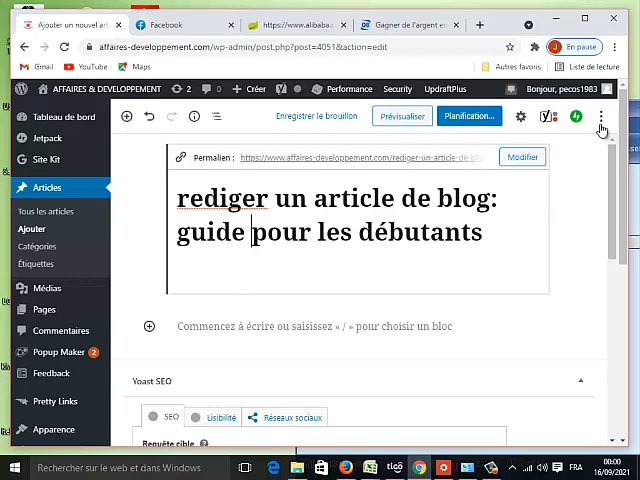 Ajouter un nouvel arti
Facebook
https://www.alibaba.c
Gagner de l'argent en
affaires-developpement.com/wp-admin/post.php?post=4051&action=edit
En pause
Gmail
YouTube
Maps
Autres favoris
Liste de lecture
AFFAIRES & DEVELOPPEMENT
2
0
Créer
Performance
Security
UpdraftPlus
Bonjour, pecos1983
Tableau de bord
Jetpack
Site Kit
Articles
Tous les articles
Ajouter
Catégories
Étiquettes
Médias
Pages
Commentaires
Popup Maker 2
Feedback
Pretty Links
Apparence
Enregistrer le brouillon
Prévisualiser
Planification...
Permalien :
https://www.affaires-developpement.com/rediger-un-article-de-blo
Modifier
rediger un article de blog:
guide pour les débutants
Commencez à écrire ou saisissez « / » pour choisir un bloc
Yoast SEO
SEO
Lisibilité
Réseaux sociaux
Requête cible
Rechercher sur le web et dans Windows
tigo
FRA
00:00
16/09/2021